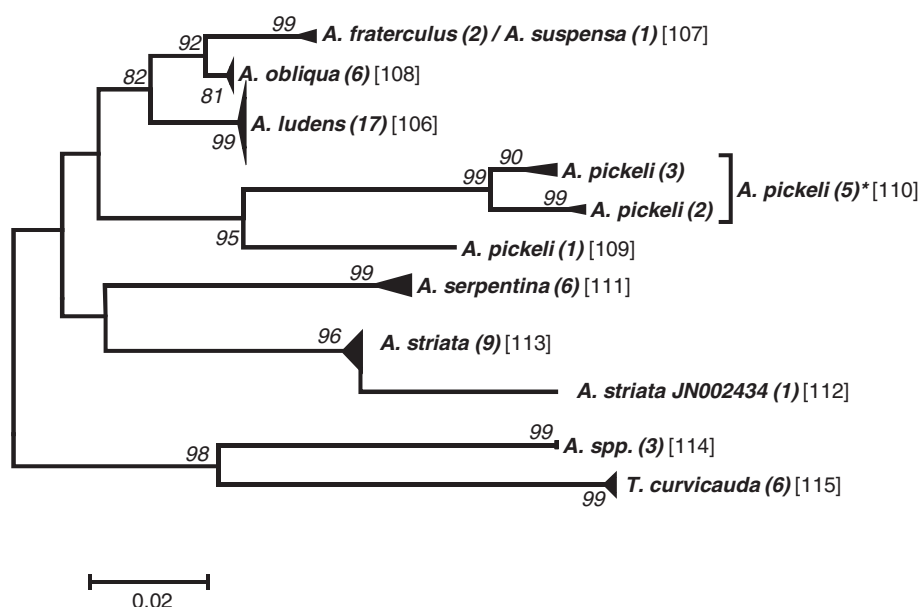 99 A. fraterculus (2) / A. suspensa (1) [107]
92
A. obliqua (6) [108]
82
81
A. ludens (17) [106]
99
90 A. pickeli (3)
99
A. pickeli (5)* [110]
99 A. pickeli (2)
95
A. pickeli (1) [109]
99 A. serpentina (6) [111]
96 A. striata (9) [113]
A. striata JN002434 (1) [112]
99 A. spp. (3) [114]
98
T. curvicauda (6) [115]
99
0.02